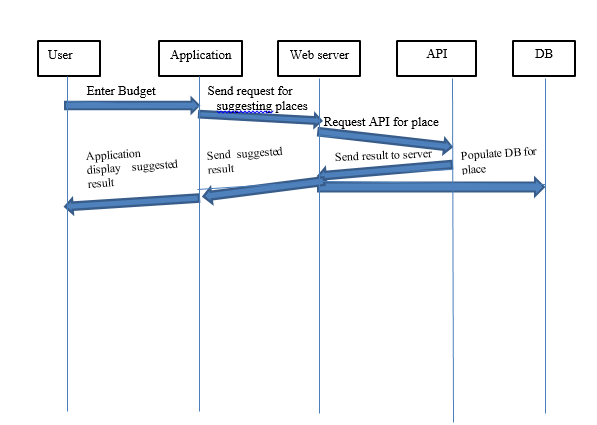 User
Application
Web server
API
DB
Enter Budget
Send request for
suggesting places
Request API for place
Application
display suggested
result
Send suggested
result
Send result to server
Populate DB for
place